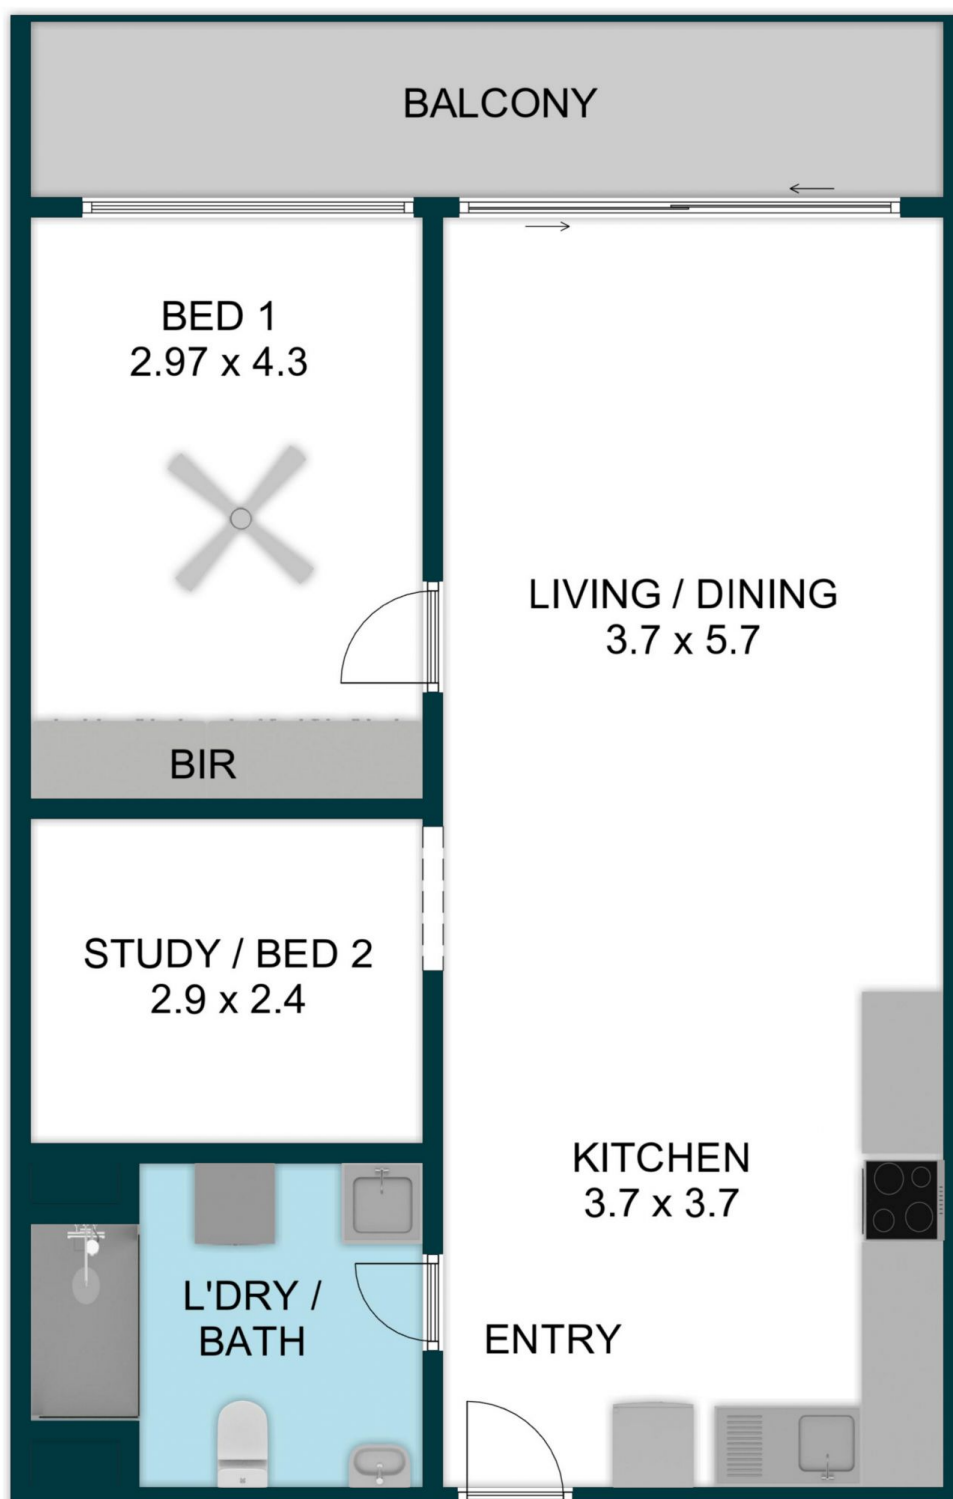 BALCONY
BED 1
2.97 x 4.3
LIVING / DINING
3.7 x 5.7
BIR
STUDY / BED 2
2.9 x 2.4
KITCHEN
3.7 x 3.7
L'DRY /
BATH
ENTRY